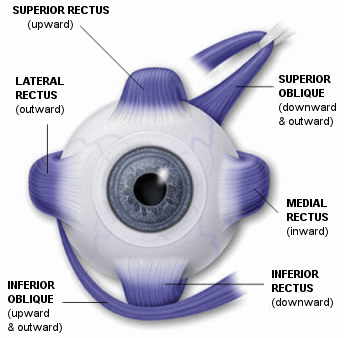 SUPERIOR RECTUS
(upward)
LATERAL
RECTUS
(outward)
SUPERIOR
OBLIQUE
(downward
& outward)
MEDIAL
RECTUS
(inward)
INFERIOR
OBLIQUE
(upward
& outward)
INFERIOR
RECTUS
(downward)